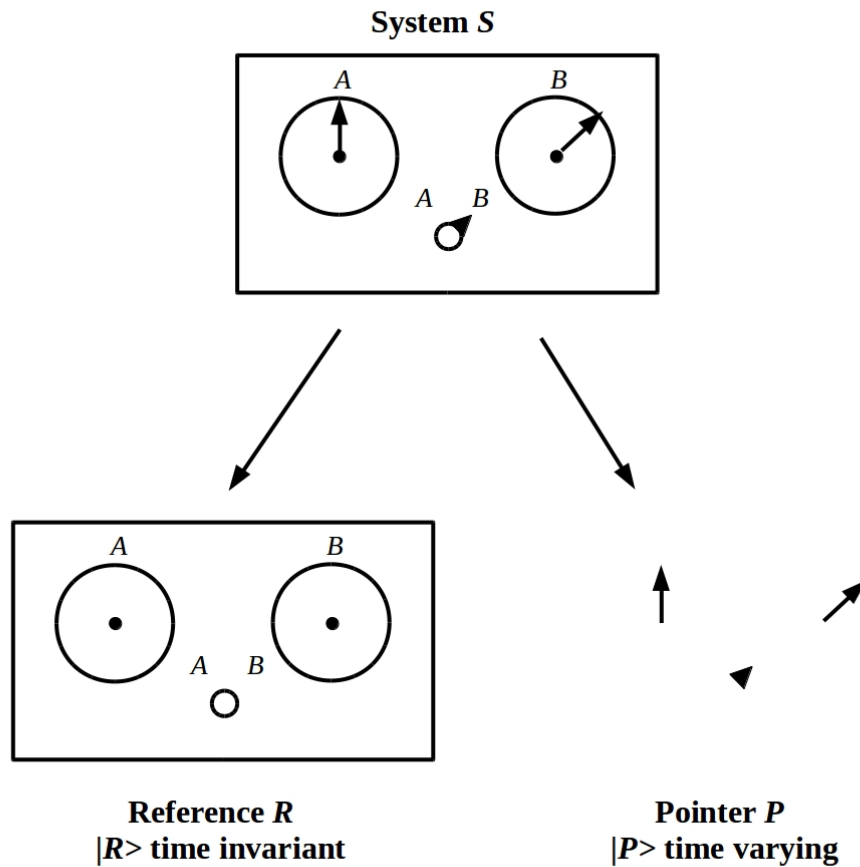 System S
A B
A B
A B
A B
Reference R Pointer P
|R> time invariant |P> time varying